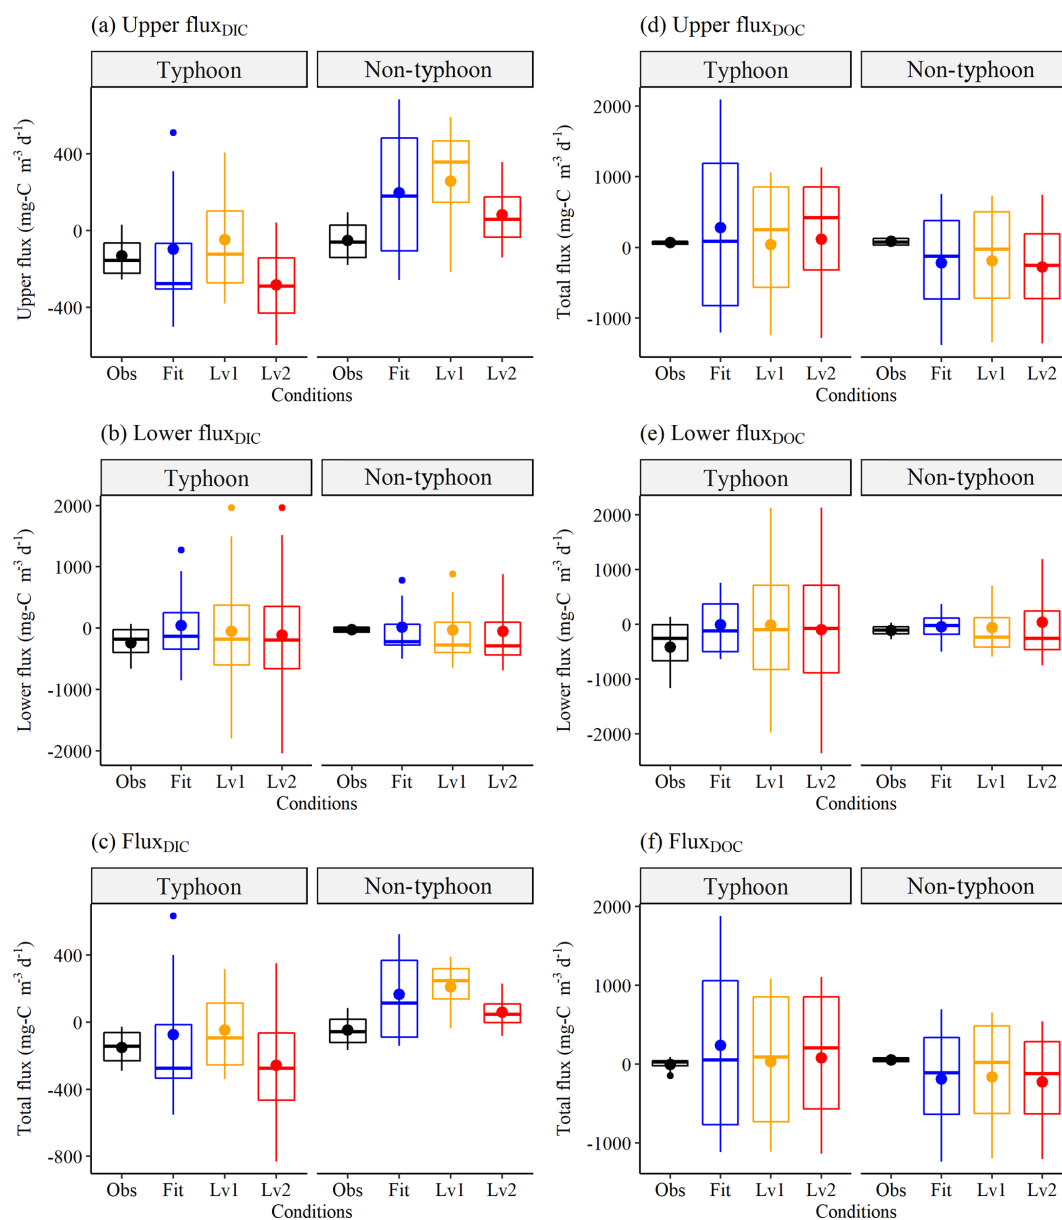 (a) Upper flux_DIC
Typhoon Non-typhoon
Upper flux (mg-C m⁻³ d⁻¹)
400
0
-400
Obs Fit Lv1 Lv2 Obs Fit Lv1 Lv2
Conditions
(d) Upper flux_DOC
Typhoon Non-typhoon
Total flux (mg-C m⁻³ d⁻¹)
2000
1000
0
-1000
Obs Fit Lv1 Lv2 Obs Fit Lv1 Lv2
Conditions
(b) Lower flux_DIC
Typhoon Non-typhoon
Lower flux (mg-C m⁻³ d⁻¹)
2000
1000
0
-1000
-2000
Obs Fit Lv1 Lv2 Obs Fit Lv1 Lv2
Conditions
(e) Lower flux_DOC
Typhoon Non-typhoon
Lower flux (mg-C m⁻³ d⁻¹)
2000
1000
0
-1000
-2000
Obs Fit Lv1 Lv2 Obs Fit Lv1 Lv2
Conditions
(c) Flux_DIC
Typhoon Non-typhoon
Total flux (mg-C m⁻³ d⁻¹)
400
0
-400
-800
Obs Fit Lv1 Lv2 Obs Fit Lv1 Lv2
Conditions
(f) Flux_DOC
Typhoon Non-typhoon
Total flux (mg-C m⁻³ d⁻¹)
2000
1000
0
-1000
Obs Fit Lv1 Lv2 Obs Fit Lv1 Lv2
Conditions